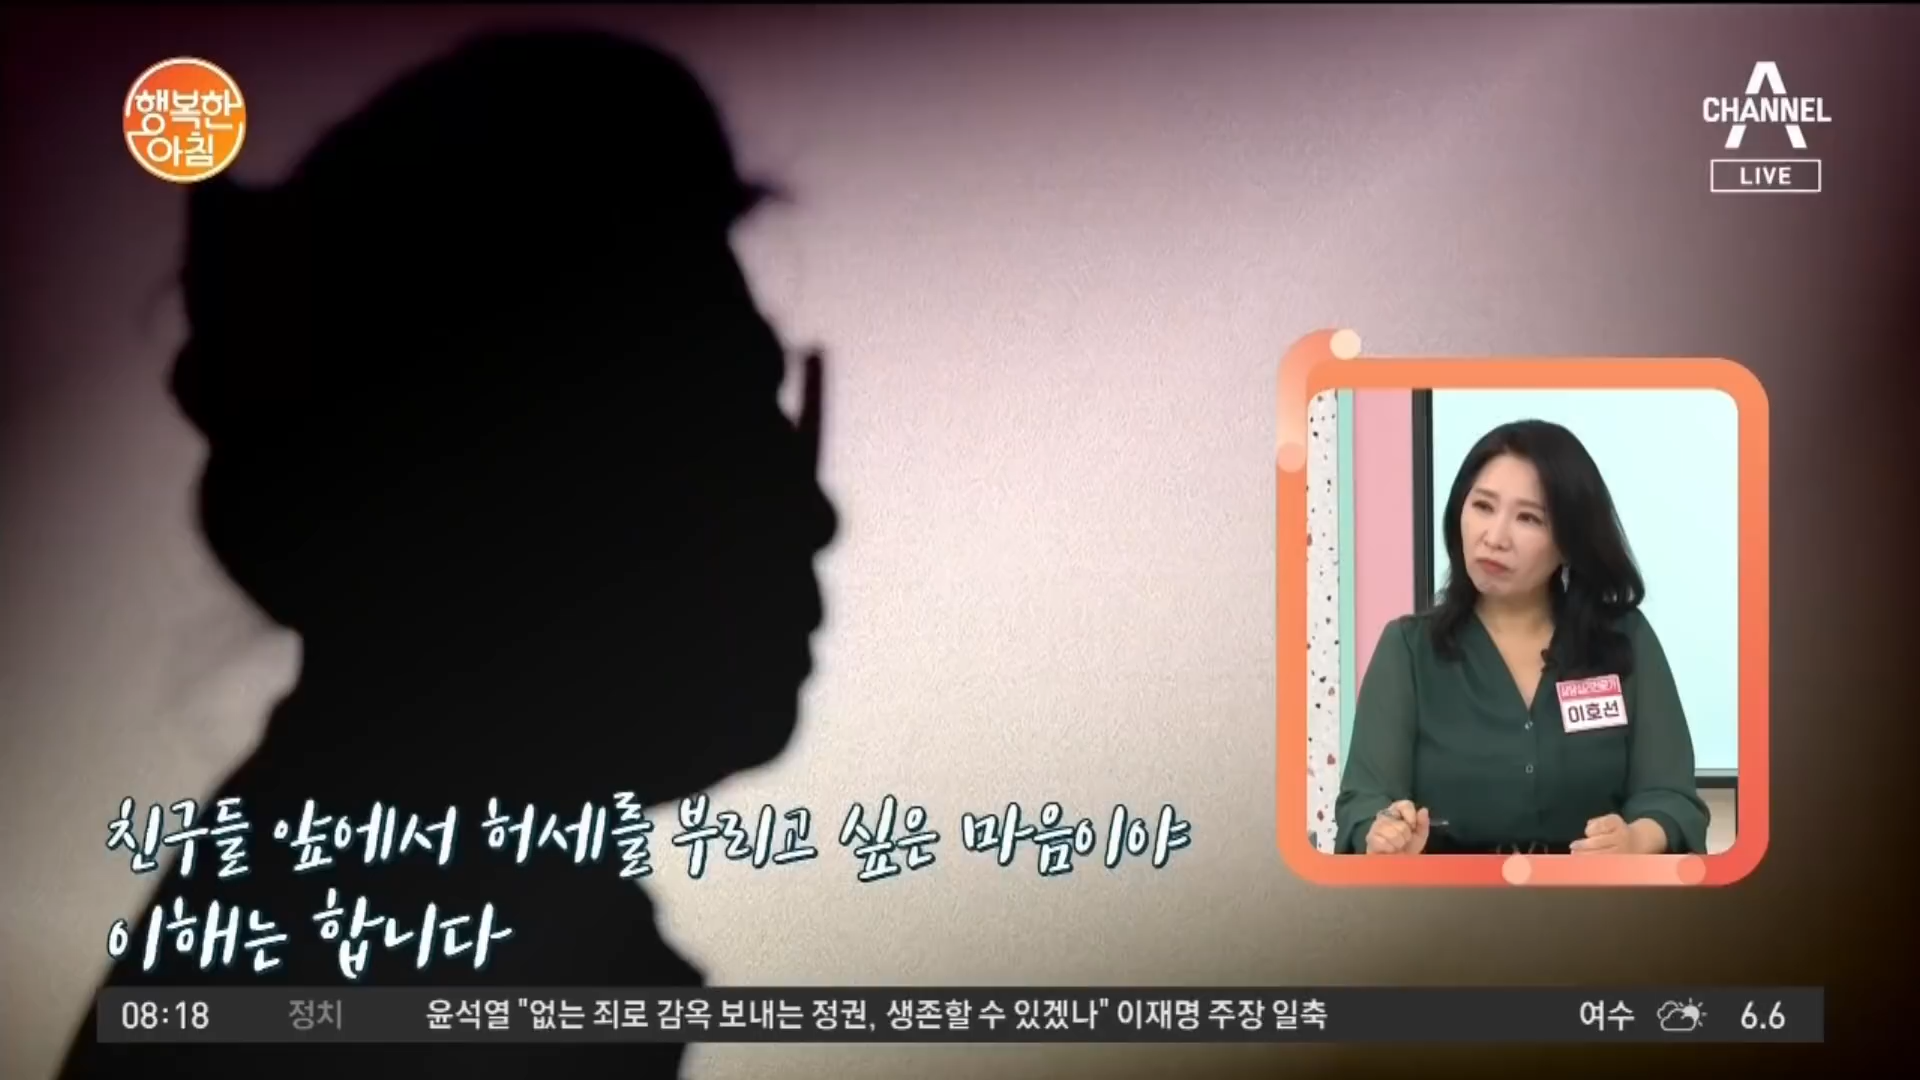 행복한
아침
CHANNEL A
LIVE
이호선
친구들 앞에서 허세를 부리고 싶은 마음이야
이해는 합니다
08:18 정치 윤석열 "없는 죄로 감옥 보내는 정권, 생존할 수 있겠나" 이재명 주장 일축 여수 6.6